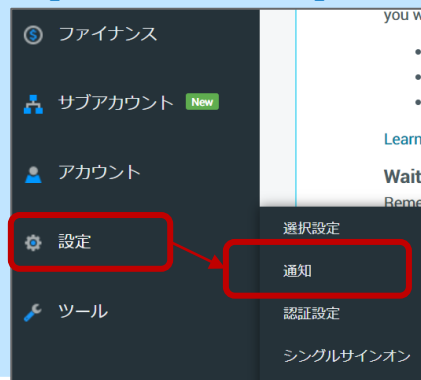 ファイナンス
サブアカウント New
アカウント
設定
ツール
選択設定
通知
認証設定
シングルサインオン
you w
Learn
Wait
Reme